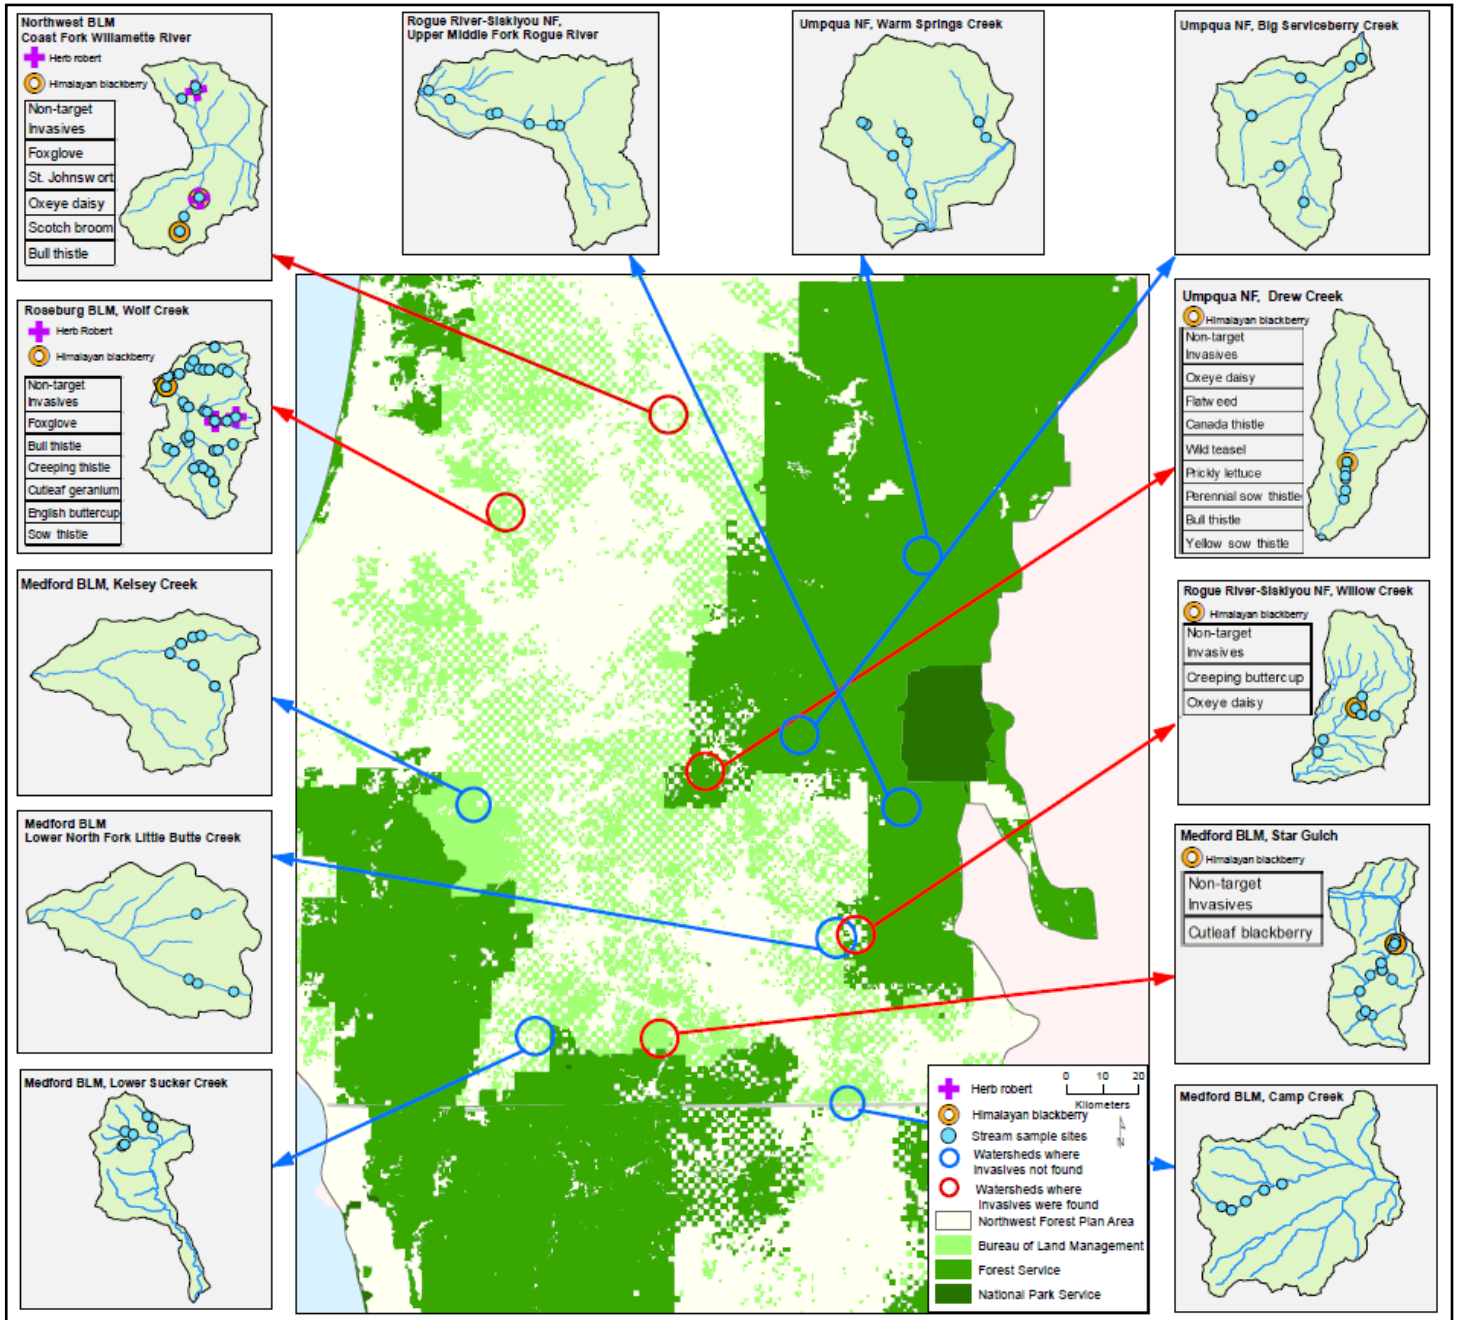 Northwest BLM
Coast Fork Willamette River
Herb robert
Himalayan blackberry
Non-target
Invasives
Foxglove
St. Johnswort
Oxeye daisy
Scotch broom
Bull thistle
Rogue River-Siskiyou NF,
Upper Middle Fork Rogue River
Umpqua NF, Warm Springs Creek
Umpqua NF, Big Serviceberry Creek
Roseburg BLM, Wolf Creek
Herb Robert
Himalayan blackberry
Non-target
Invasives
Foxglove
Bull thistle
Creeping thistle
Cutleaf geranium
English buttercup
Sow thistle
Umpqua NF, Drew Creek
Himalayan blackberry
Non-target
Invasives
Oxeye daisy
Flatweed
Canada thistle
Wild teasel
Prickly lettuce
Perennial sow thistle
Bull thistle
Yellow sow thistle
Medford BLM, Kelsey Creek
Rogue River-Siskiyou NF, Willow Creek
Himalayan blackberry
Non-target
Invasives
Creeping buttercup
Oxeye daisy
Medford BLM
Lower North Fork Little Butte Creek
Medford BLM, Star Gulch
Himalayan blackberry
Non-target
Invasives
Cutleaf blackberry
Medford BLM, Lower Sucker Creek
Medford BLM, Camp Creek
Herb robert
Himalayan blackberry
Stream sample sites
Watersheds where
Invasives not found
Watersheds where
Invasives were found
Northwest Forest Plan Area
Bureau of Land Management
Forest Service
National Park Service
0 10 20
Kilometers
N